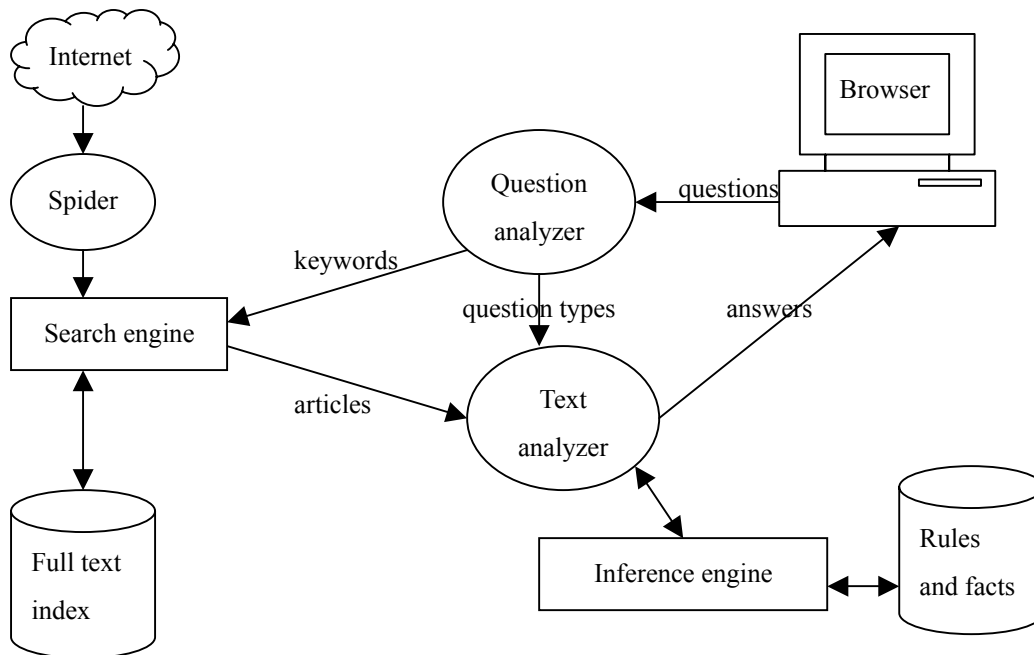 Internet
Browser
Spider
Question
analyzer
questions
keywords
question types
answers
Search engine
articles
Text
analyzer
Full text
index
Inference engine
Rules
and facts